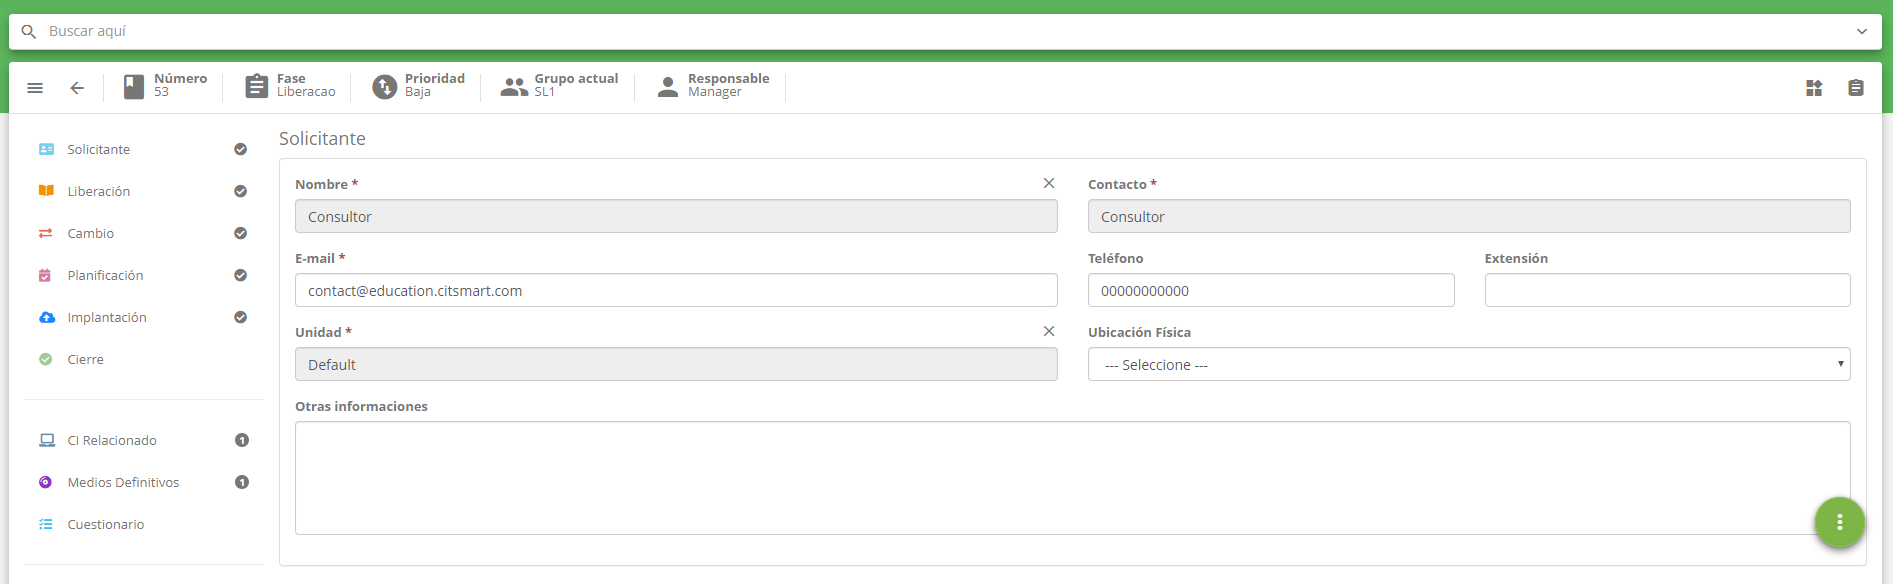 Buscar aquí
Número
53
Fase
Liberacao
Prioridad
Baja
Grupo actual
SL1
Responsable
Manager
Solicitante
Liberación
Cambio
Planificación
Implantación
Cierre
CI Relacionado 1
Medios Definitivos 1
Cuestionario
Solicitante
Nombre * Contacto *
Consultor Consultor
E-mail * Teléfono Extensión
contact@education.citsmart.com 00000000000
Unidad * Ubicación Física
Default --- Seleccione ---
Otras informaciones